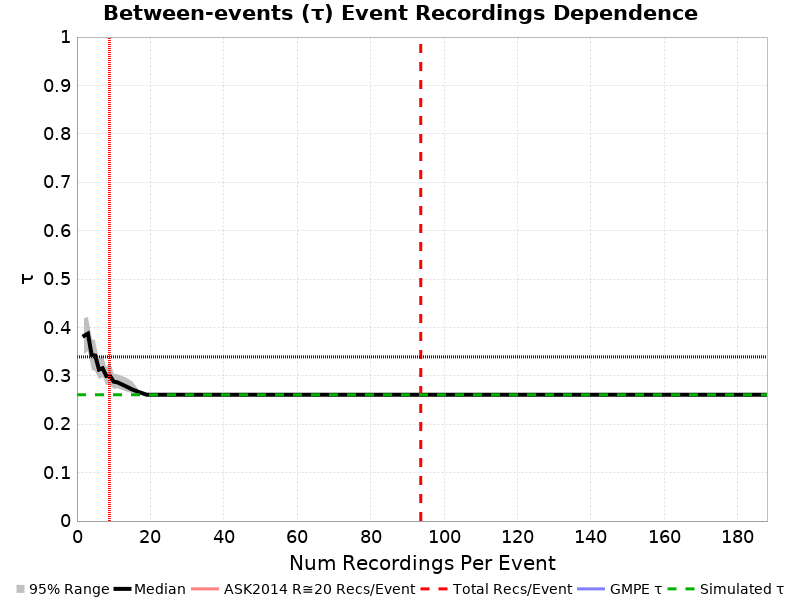 Between-events (τ) Event Recordings Dependence
1
0.9
0.8
0.7
0.6
0.5
τ
0.4
0.3
0.2
0.1
0
0 20 40 60 80 100 120 140 160 180
Num Recordings Per Event
95% Range Median ASK2014 R≅20 Recs/Event Total Recs/Event GMPE τ Simulated τ